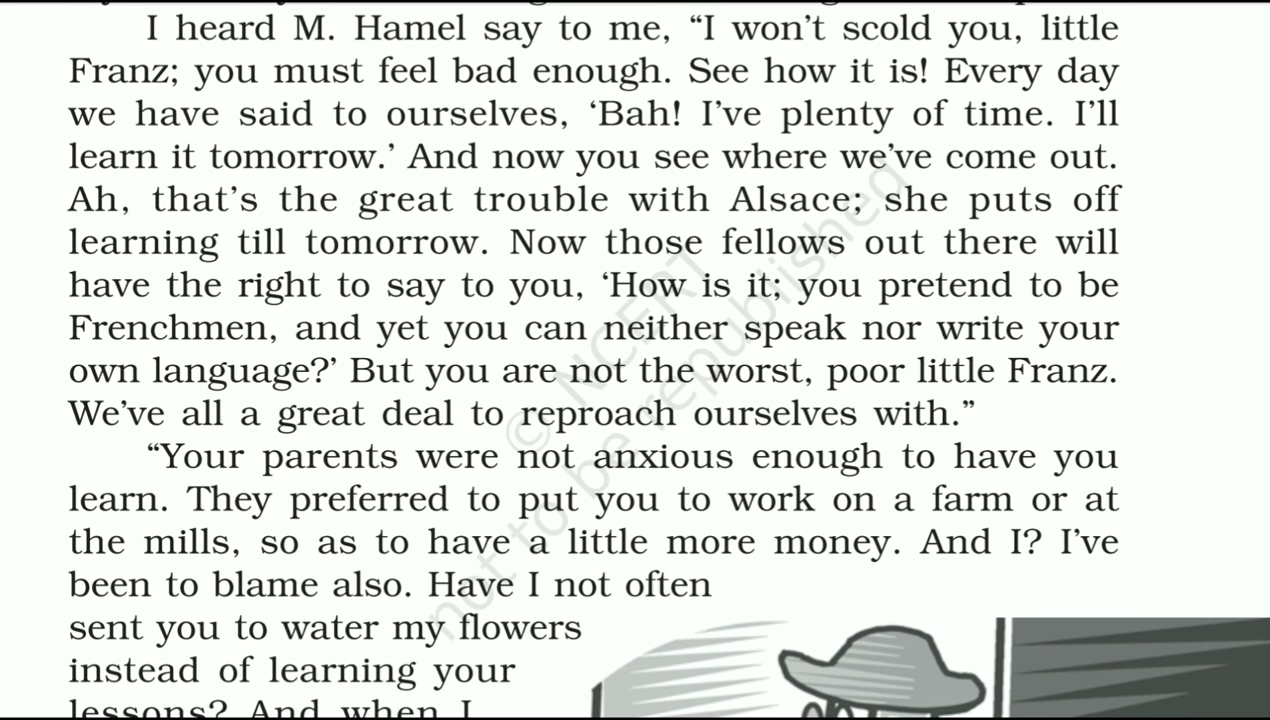 I heard M. Hamel say to me, “I won’t scold you, little
Franz; you must feel bad enough. See how it is! Every day
we have said to ourselves, ‘Bah! I’ve plenty of time. I’ll
learn it tomorrow.’ And now you see where we’ve come out.
Ah, that’s the great trouble with Alsace; she puts off
learning till tomorrow. Now those fellows out there will
have the right to say to you, ‘How is it; you pretend to be
Frenchmen, and yet you can neither speak nor write your
own language?’ But you are not the worst, poor little Franz.
We’ve all a great deal to reproach ourselves with.”
“Your parents were not anxious enough to have you
learn. They preferred to put you to work on a farm or at
the mills, so as to have a little more money. And I? I’ve
been to blame also. Have I not often
sent you to water my flowers
instead of learning your
lessons? And when I
© NCERT
not to be republished